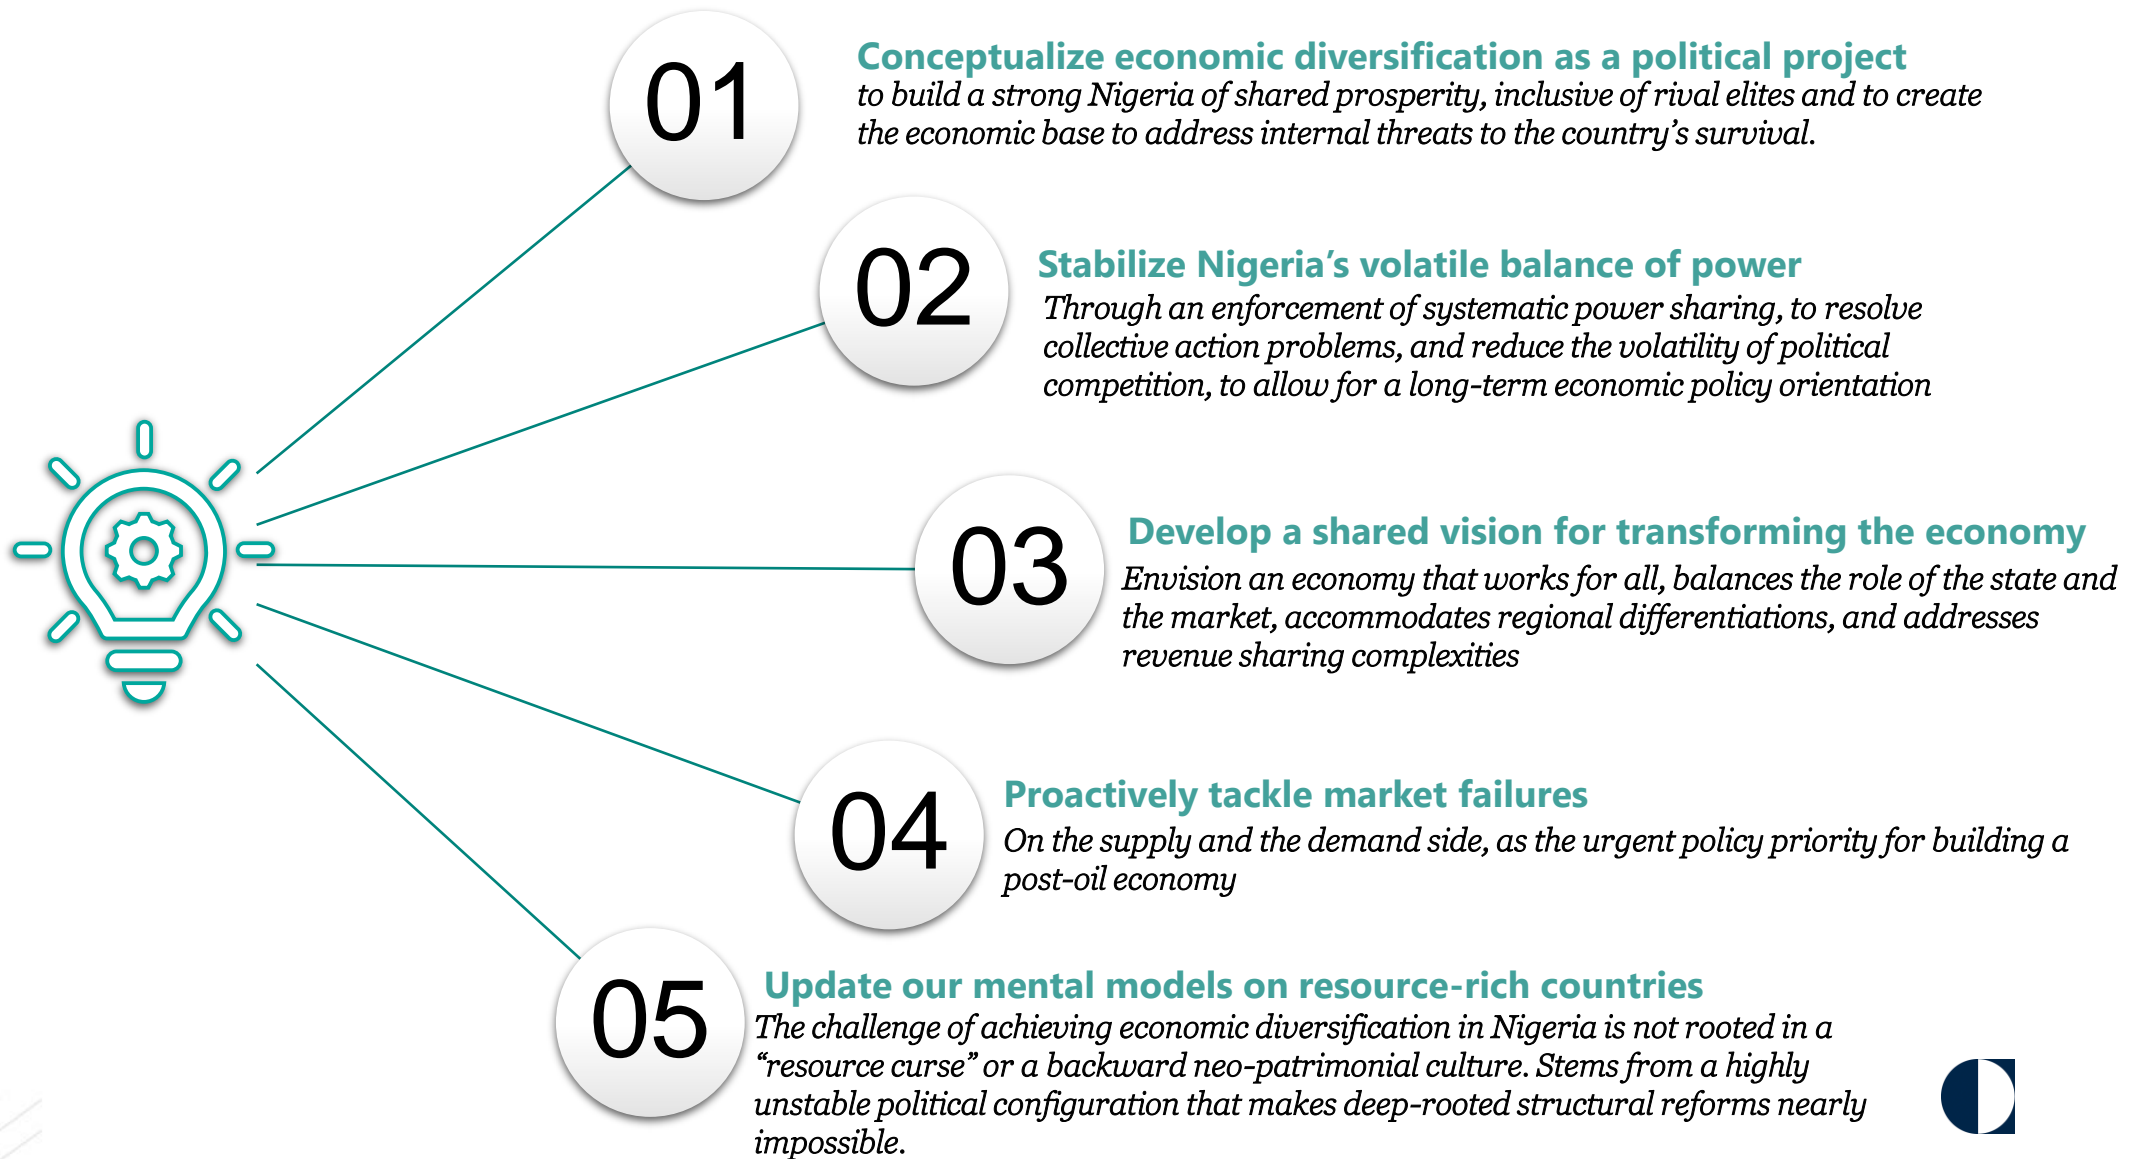 01
Conceptualize economic diversification as a political project
to build a strong Nigeria of shared prosperity, inclusive of rival elites and to create
the economic base to address internal threats to the country’s survival.
02
Stabilize Nigeria’s volatile balance of power
Through an enforcement of systematic power sharing, to resolve
collective action problems, and reduce the volatility of political
competition, to allow for a long-term economic policy orientation
03
Develop a shared vision for transforming the economy
Envision an economy that works for all, balances the role of the state and
the market, accommodates regional differentiations, and addresses
revenue sharing complexities
04
Proactively tackle market failures
On the supply and the demand side, as the urgent policy priority for building a
post-oil economy
05
Update our mental models on resource-rich countries
The challenge of achieving economic diversification in Nigeria is not rooted in a
“resource curse” or a backward neo-patrimonial culture. Stems from a highly
unstable political configuration that makes deep-rooted structural reforms nearly
impossible.